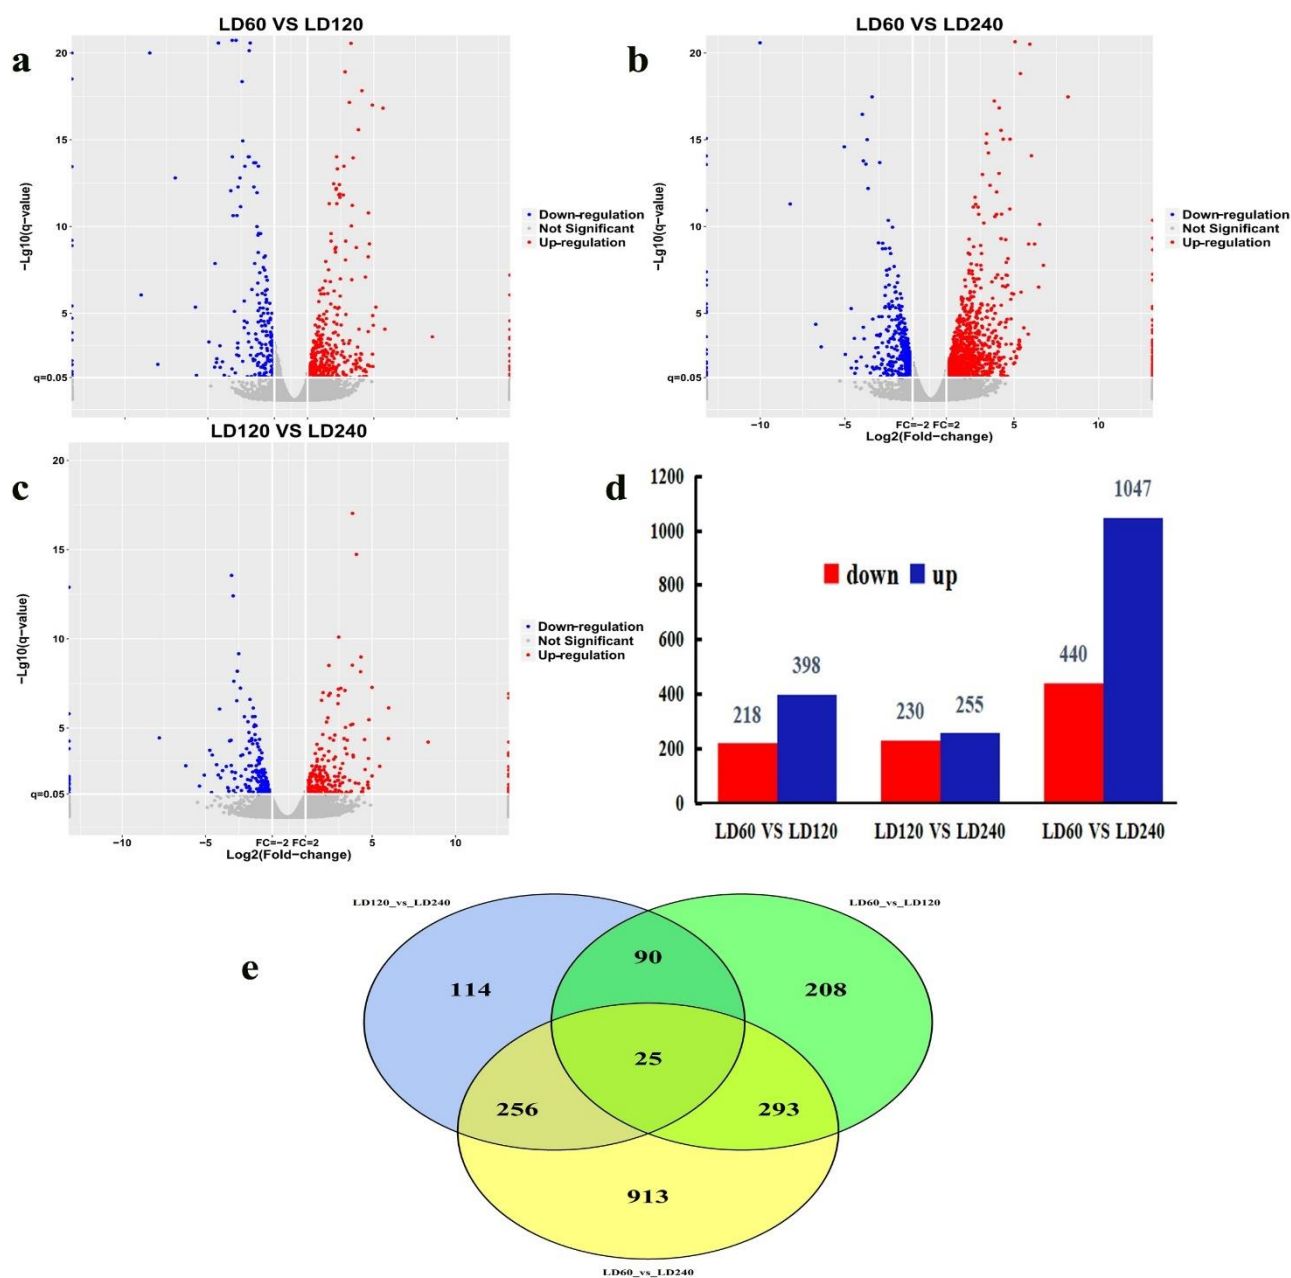 LD60 VS LD120
a
20
15
10
5
q=0.05
−Lg10(q−value)
Down−regulation
Not Significant
Up−regulation
LD60 VS LD240
b
20
15
10
5
q=0.05
−Lg10(q−value)
−10 −5 FC=−2 FC=2 5 10
Log2(Fold−change)
Down−regulation
Not Significant
Up−regulation
LD120 VS LD240
c
20
15
10
5
q=0.05
−Lg10(q−value)
−10 −5 FC=−2 FC=2 5 10
Log2(Fold−change)
Down−regulation
Not Significant
Up−regulation
d
1200
1000
800
600
400
200
0
down up
218 398 230 255 440 1047
LD60 VS LD120 LD120 VS LD240 LD60 VS LD240
e
LD120_vs_LD240 LD60_vs_LD120
90
114 208
25
256 293
913
LD60_vs_LD240